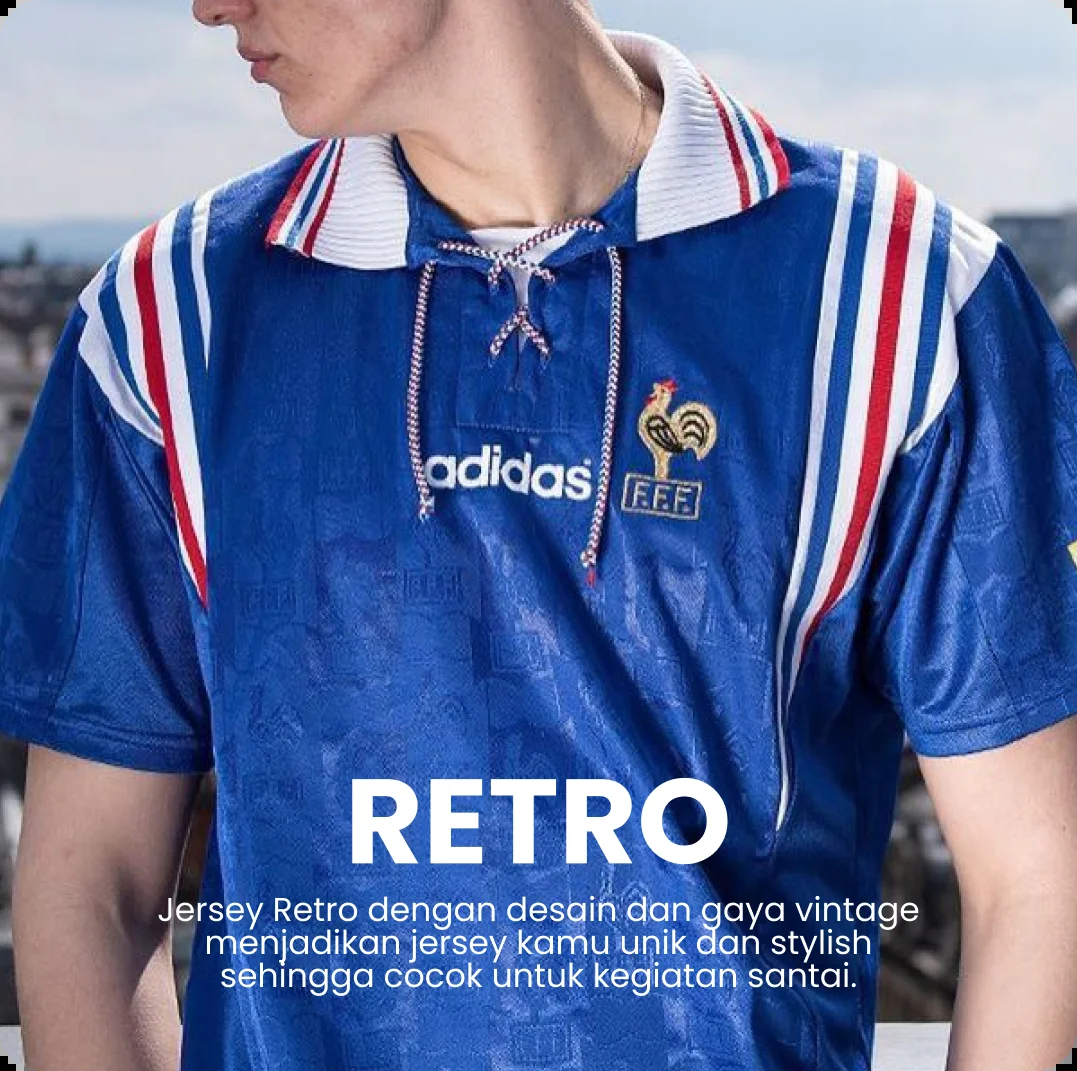 adidas
F.F.F.
RETRO
Jersey Retro dengan desain dan gaya vintage
menjadikan jersey kamu unik dan stylish
sehingga cocok untuk kegiatan santai.